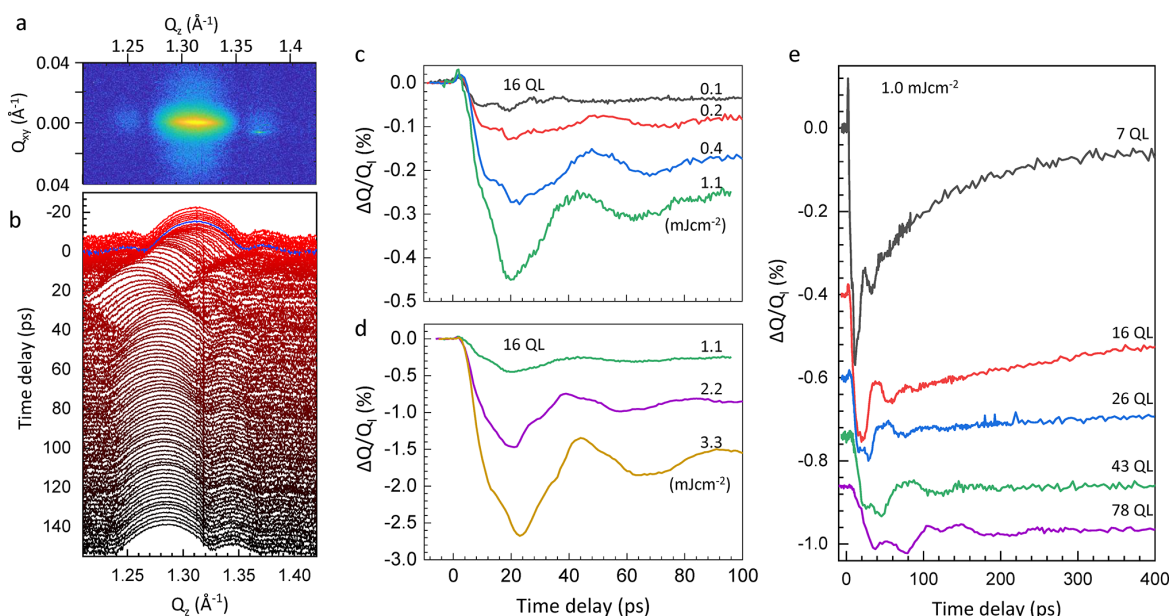 a
Q_z (Å⁻¹)
1.25 1.30 1.35 1.4
Q_xy (Å⁻¹)
0.04
0.00
0.04
b
Time delay (ps)
-20
0
20
40
60
80
100
120
140
1.25 1.30 1.35 1.40
Q_z (Å⁻¹)
c
ΔQ/Q_l (%)
0.0
-0.1
-0.2
-0.3
-0.4
-0.5
16 QL
0.1
0.2
0.4
1.1
(mJcm⁻²)
d
ΔQ/Q_l (%)
0.0
-0.5
-1.0
-1.5
-2.0
-2.5
-3.0
16 QL
1.1
2.2
3.3
(mJcm⁻²)
0 20 40 60 80 100
Time delay (ps)
e
ΔQ/Q_l (%)
0.0
-0.2
-0.4
-0.6
-0.8
-1.0
1.0 mJcm⁻²
7 QL
16 QL
26 QL
43 QL
78 QL
0 100 200 300 400
Time delay (ps)